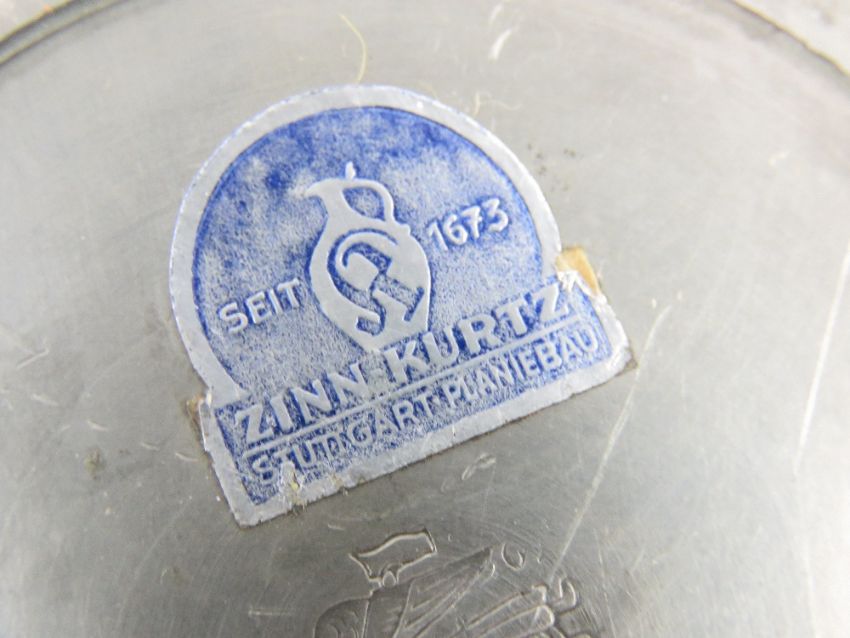 SEIT 1673
ZINN KURTZ
STUTTGART-PLANIEBAU